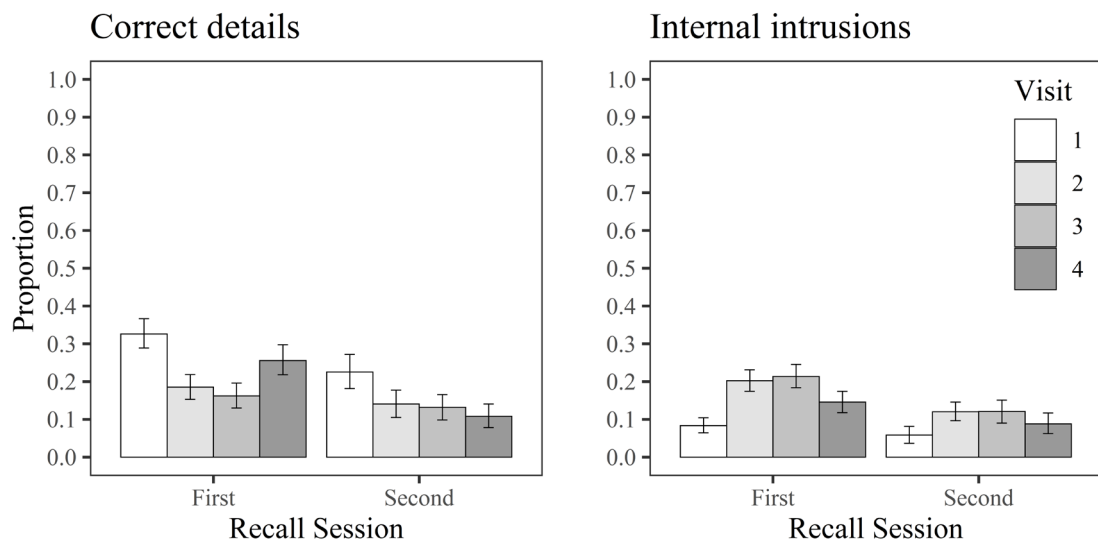 Correct details
1.0
0.9
0.8
0.7
0.6
0.5
0.4
0.3
0.2
0.1
0.0
Proportion
First
Second
Recall Session
Internal intrusions
1.0
0.9
0.8
0.7
0.6
0.5
0.4
0.3
0.2
0.1
0.0
Visit
1
2
3
4
First
Second
Recall Session